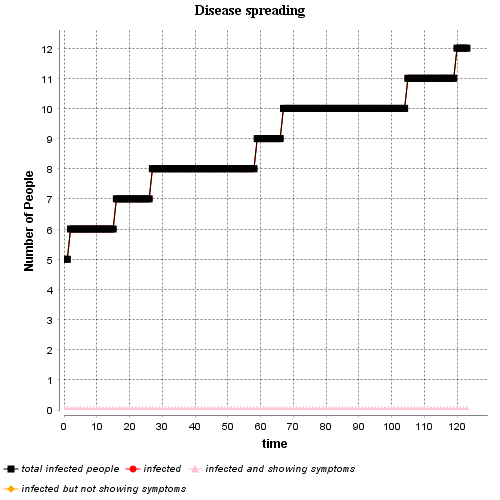 Disease spreading
Number of People
12
11
10
9
8
7
6
5
4
3
2
1
0
0 10 20 30 40 50 60 70 80 90 100 110 120
time
total infected people infected infected and showing symptoms
infected but not showing symptoms